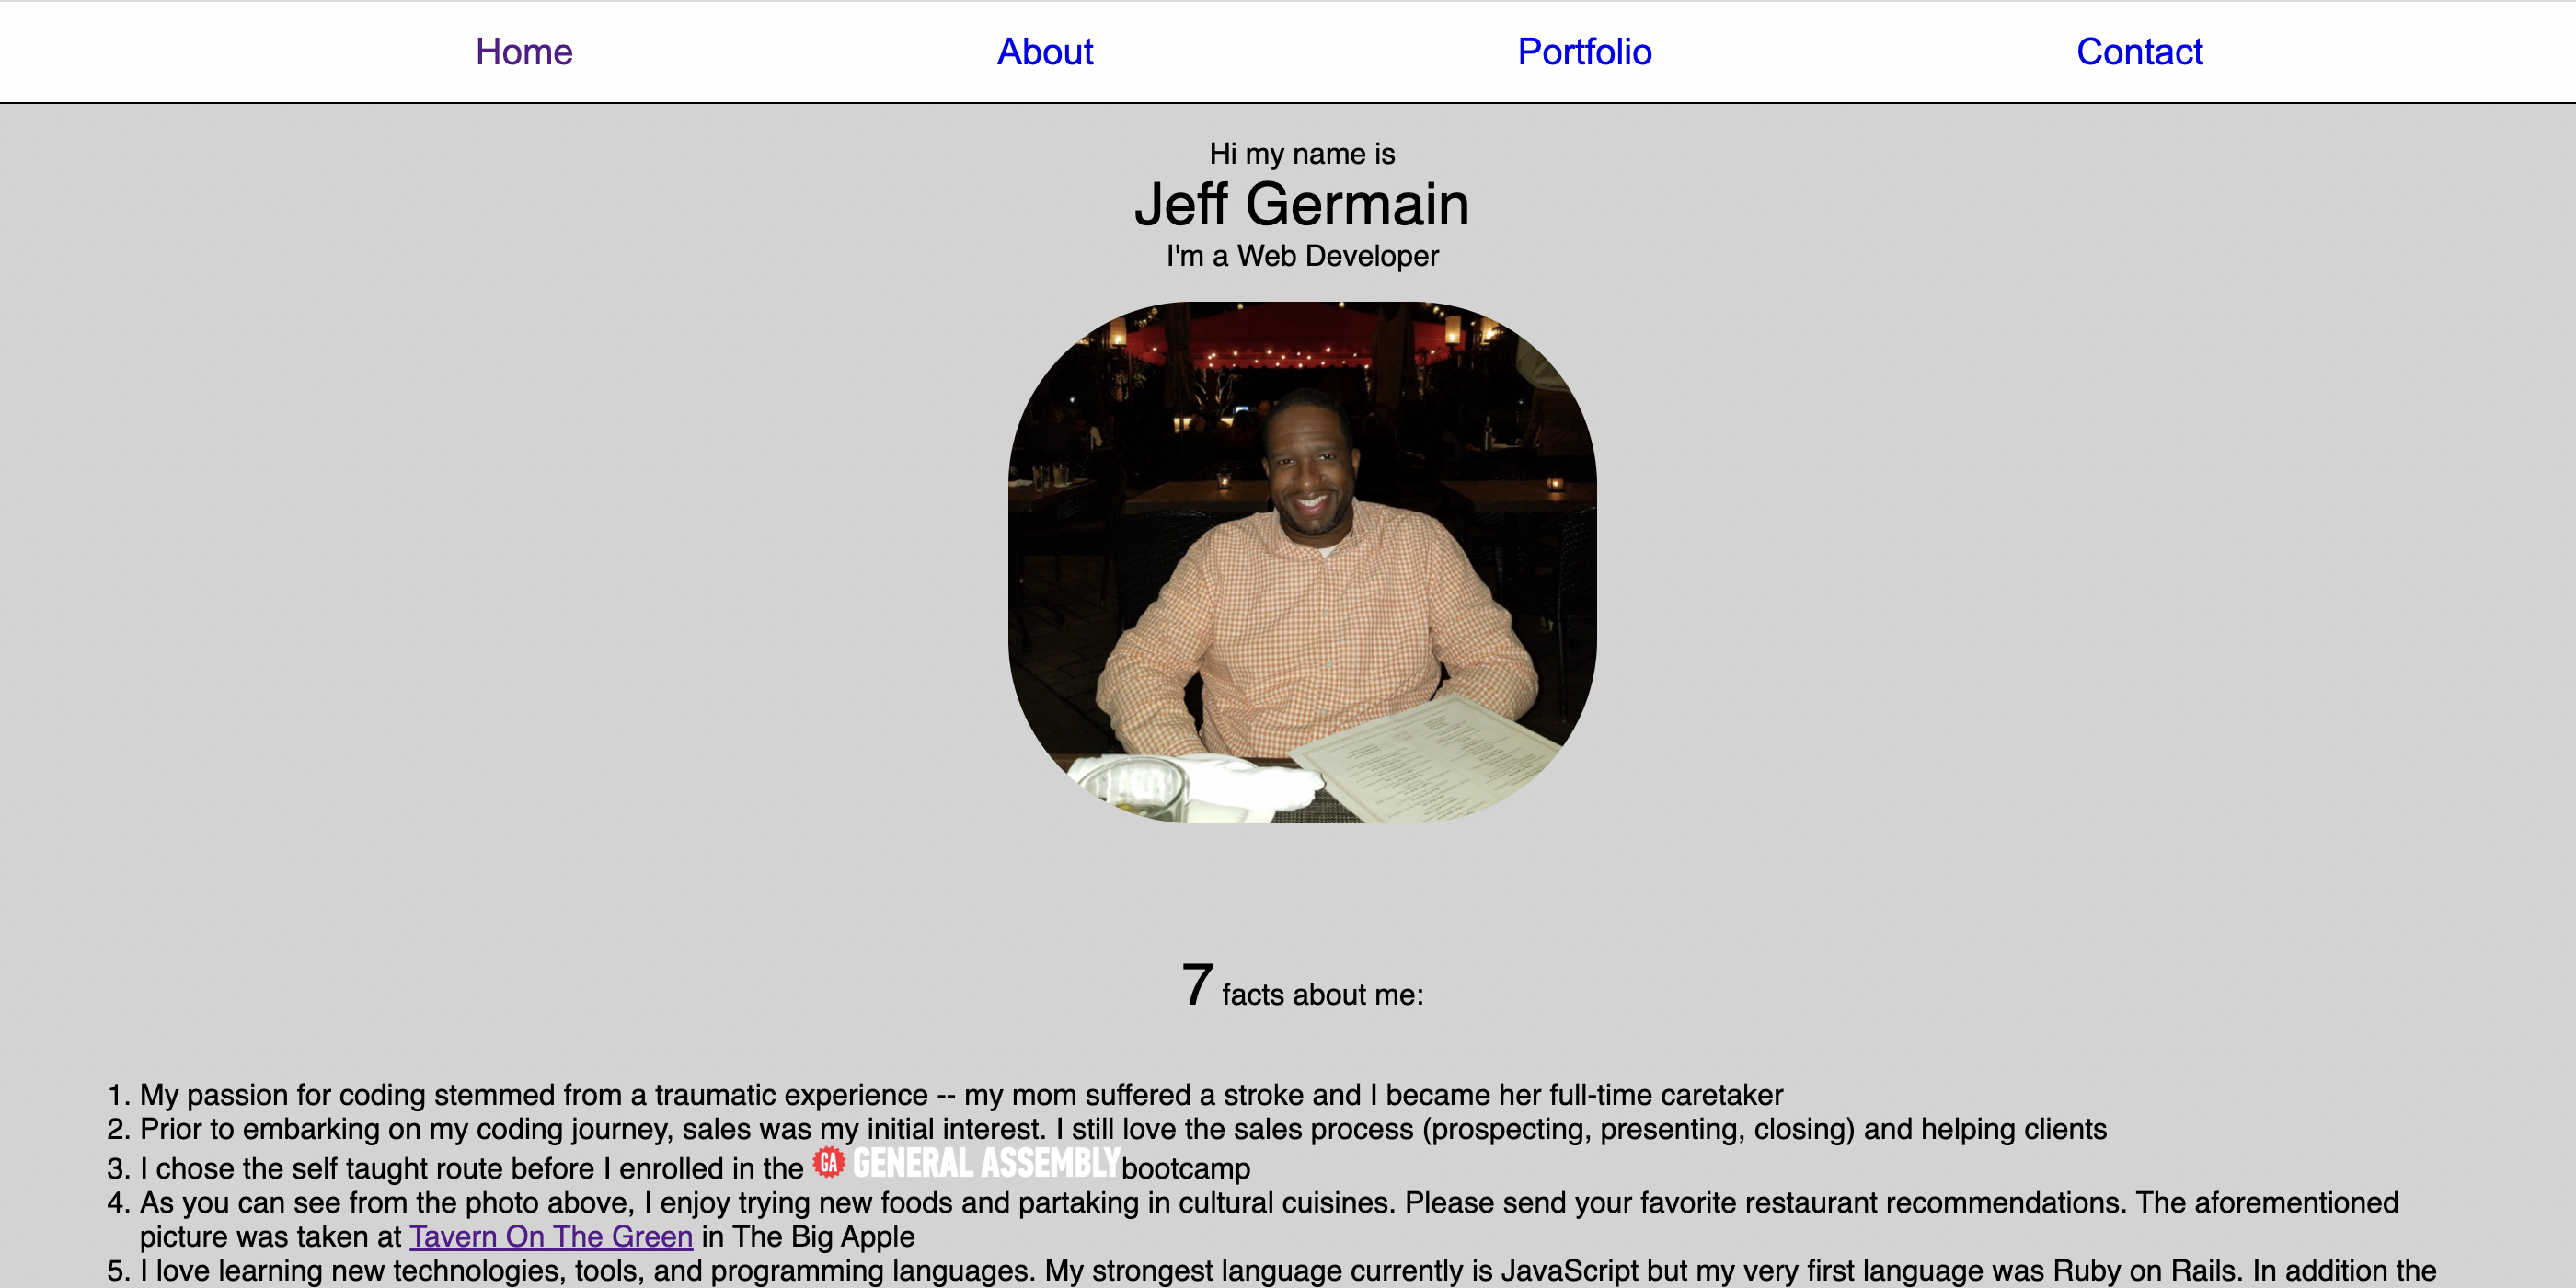 Home About Portfolio Contact
Hi my name is
Jeff Germain
I'm a Web Developer
7 facts about me:
1. My passion for coding stemmed from a traumatic experience -- my mom suffered a stroke and I became her full-time caretaker
2. Prior to embarking on my coding journey, sales was my initial interest. I still love the sales process (prospecting, presenting, closing) and helping clients
3. I chose the self taught route before I enrolled in the GA GENERAL ASSEMBLY bootcamp
4. As you can see from the photo above, I enjoy trying new foods and partaking in cultural cuisines. Please send your favorite restaurant recommendations. The aforementioned
picture was taken at Tavern On The Green in The Big Apple
5. I love learning new technologies, tools, and programming languages. My strongest language currently is JavaScript but my very first language was Ruby on Rails. In addition the